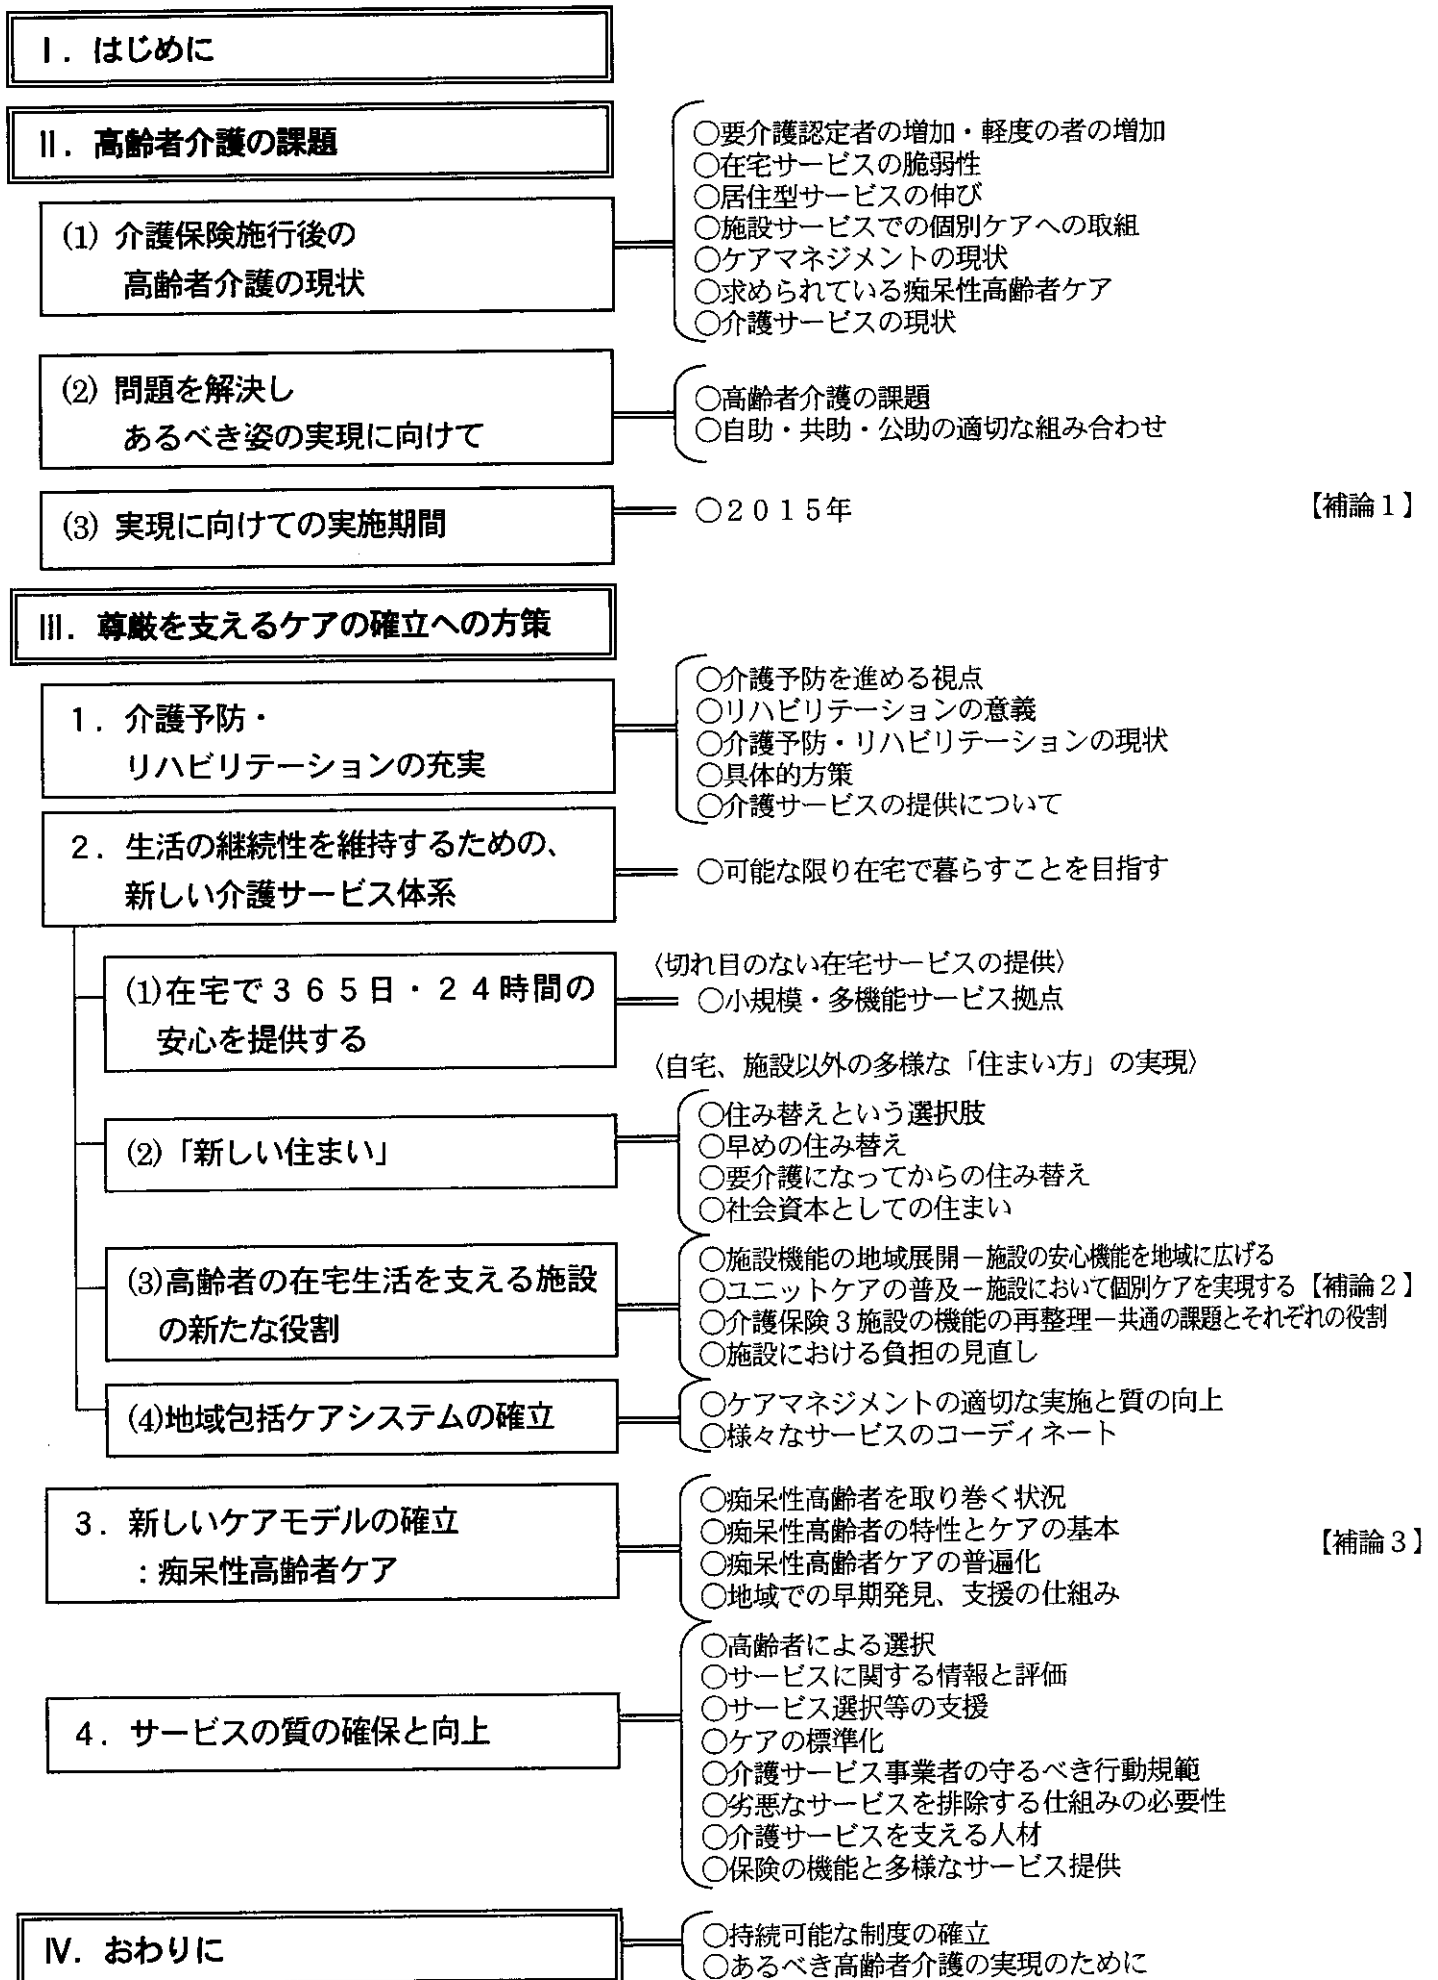 Ⅰ．はじめに
Ⅱ．高齢者介護の課題
(1) 介護保険施行後の
高齢者介護の現状
○要介護認定者の増加・軽度の者の増加
○在宅サービスの脆弱性
○居住型サービスの伸び
○施設サービスでの個別ケアへの取組
○ケアマネジメントの現状
○求められている痴呆性高齢者ケア
○介護サービスの現状
(2) 問題を解決し
あるべき姿の実現に向けて
○高齢者介護の課題
○自助・共助・公助の適切な組み合わせ
(3) 実現に向けての実施期間
○２０１５年 【補論１】
Ⅲ．尊厳を支えるケアの確立への方策
１．介護予防・
リハビリテーションの充実
○介護予防を進める視点
○リハビリテーションの意義
○介護予防・リハビリテーションの現状
○具体的方策
○介護サービスの提供について
２．生活の継続性を維持するための、
新しい介護サービス体系
○可能な限り在宅で暮らすことを目指す
(1)在宅で３６５日・２４時間の
安心を提供する
〈切れ目のない在宅サービスの提供〉
○小規模・多機能サービス拠点
〈自宅、施設以外の多様な「住まい方」の実現〉
(2)「新しい住まい」
○住み替えという選択肢
○早めの住み替え
○要介護になってからの住み替え
○社会資本としての住まい
(3)高齢者の在宅生活を支える施設
の新たな役割
○施設機能の地域展開－施設の安心機能を地域に広げる
○ユニットケアの普及－施設において個別ケアを実現する【補論２】
○介護保険３施設の機能の再整理－共通の課題とそれぞれの役割
○施設における負担の見直し
(4)地域包括ケアシステムの確立
○ケアマネジメントの適切な実施と質の向上
○様々なサービスのコーディネート
３．新しいケアモデルの確立
：痴呆性高齢者ケア
○痴呆性高齢者を取り巻く状況
○痴呆性高齢者の特性とケアの基本
○痴呆性高齢者ケアの普遍化
○地域での早期発見、支援の仕組み
【補論３】
４．サービスの質の確保と向上
○高齢者による選択
○サービスに関する情報と評価
○サービス選択等の支援
○ケアの標準化
○介護サービス事業者の守るべき行動規範
○劣悪なサービスを排除する仕組みの必要性
○介護サービスを支える人材
○保険の機能と多様なサービス提供
Ⅳ．おわりに
○持続可能な制度の確立
○あるべき高齢者介護の実現のために